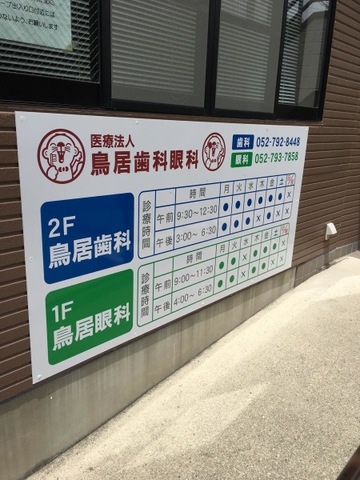 医療法人
鳥居歯科眼科
歯科 052-792-8448
眼科 052-793-7858
2F
鳥居歯科
診療時間 時間 月 火 水 木 金 土
午前 9:30～12:30
午後 3:00～6:30
1F
鳥居眼科
診療時間 時間 月 火 水 木 金 土
午前 9:00～11:30
午後 4:00～6:30